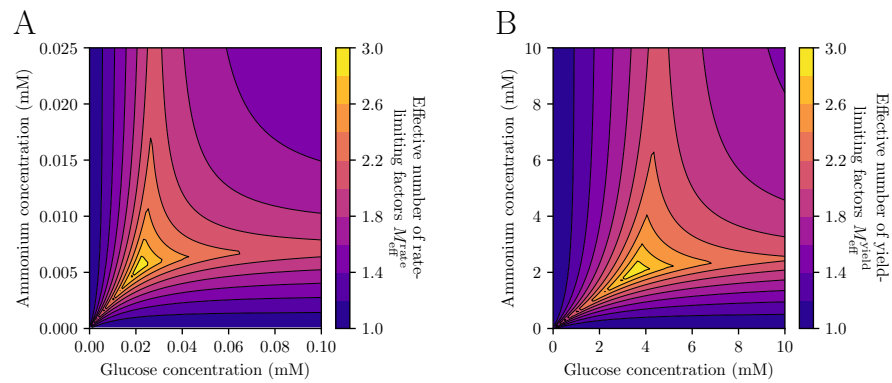 A
0.025
0.020
0.015
0.010
0.005
0.000
Ammonium concentration (mM)
0.00 0.02 0.04 0.06 0.08 0.10
Glucose concentration (mM)
3.0
2.6
2.2
1.8
1.4
1.0
Effective number of rate-
limiting factors M_eff^rate
B
10
8
6
4
2
0
Ammonium concentration (mM)
0 2 4 6 8 10
Glucose concentration (mM)
3.0
2.6
2.2
1.8
1.4
1.0
Effective number of yield-
limiting factors M_eff^yield